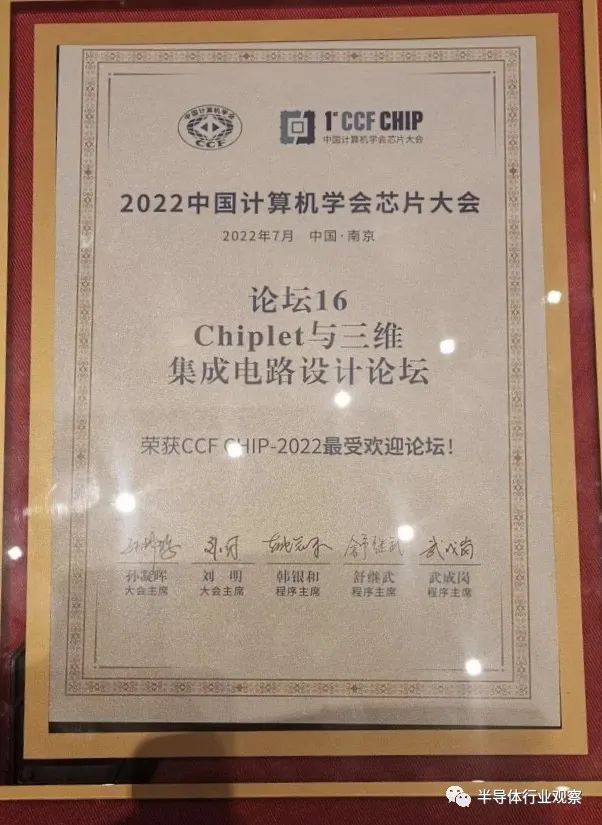 中国计算机学会
CCF
1st CCF CHIP
中国计算机学会芯片大会
2022中国计算机学会芯片大会
2022年7月 中国·南京
论坛16
Chiplet与三维
集成电路设计论坛
荣获CCF CHIP-2022最受欢迎论坛!
孙凝晖 刘明 韩银和 舒继武 武成岗
大会主席 大会主席 程序主席 程序主席 程序主席
半导体行业观察